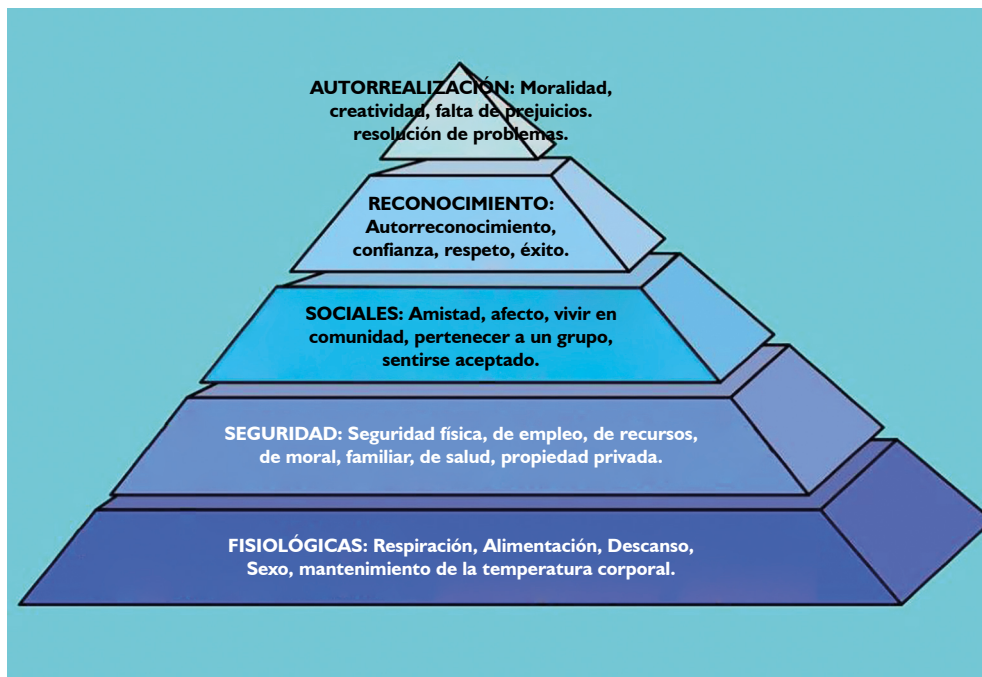 AUTORREALIZACIÓN: Moralidad,
creatividad, falta de prejuicios.
resolución de problemas.
RECONOCIMIENTO:
Autorreconocimiento,
confianza, respeto, éxito.
SOCIALES: Amistad, afecto, vivir en
comunidad, pertenecer a un grupo,
sentirse aceptado.
SEGURIDAD: Seguridad física, de empleo, de recursos,
de moral, familiar, de salud, propiedad privada.
FISIOLÓGICAS: Respiración, Alimentación, Descanso,
Sexo, mantenimiento de la temperatura corporal.